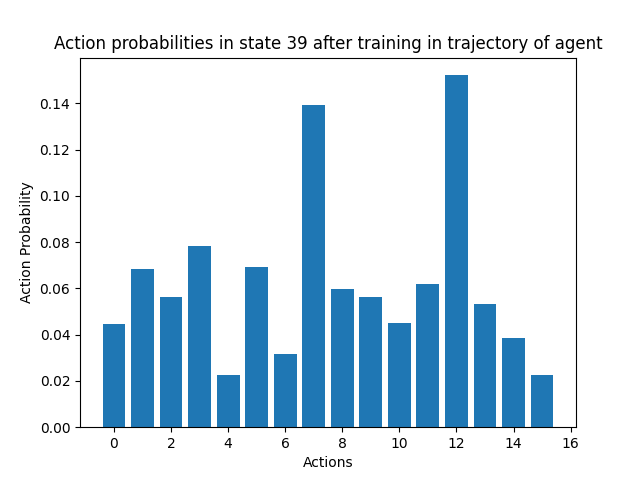 Action probabilities in state 39 after training in trajectory of agent
0.14
0.12
0.10
0.08
0.06
0.04
0.02
0.00
Action Probability
0 2 4 6 8 10 12 14 16
Actions